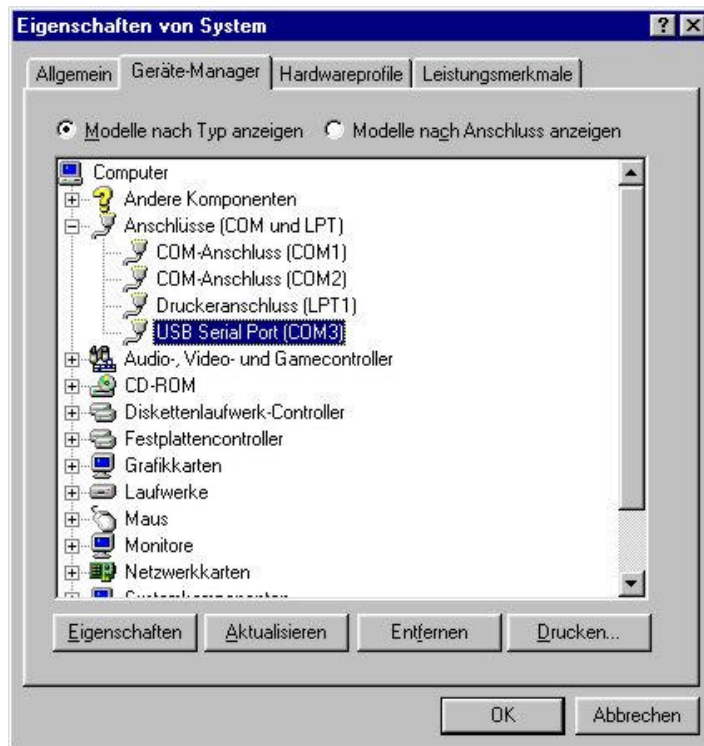 Eigenschaften von System
Allgemein Geräte-Manager Hardwareprofile Leistungsmerkmale
Modelle nach Typ anzeigen Modelle nach Anschluss anzeigen
Computer
Andere Komponenten
Anschlüsse (COM und LPT)
COM-Anschluss (COM1)
COM-Anschluss (COM2)
Druckeranschluss (LPT1)
USB Serial Port (COM3)
Audio-, Video- und Gamecontroller
CD-ROM
Diskettenlaufwerk-Controller
Festplattencontroller
Grafikkarten
Laufwerke
Maus
Monitore
Netzwerkkarten
Systemkomponenten
Eigenschaften Aktualisieren Entfernen Drucken...
OK Abbrechen